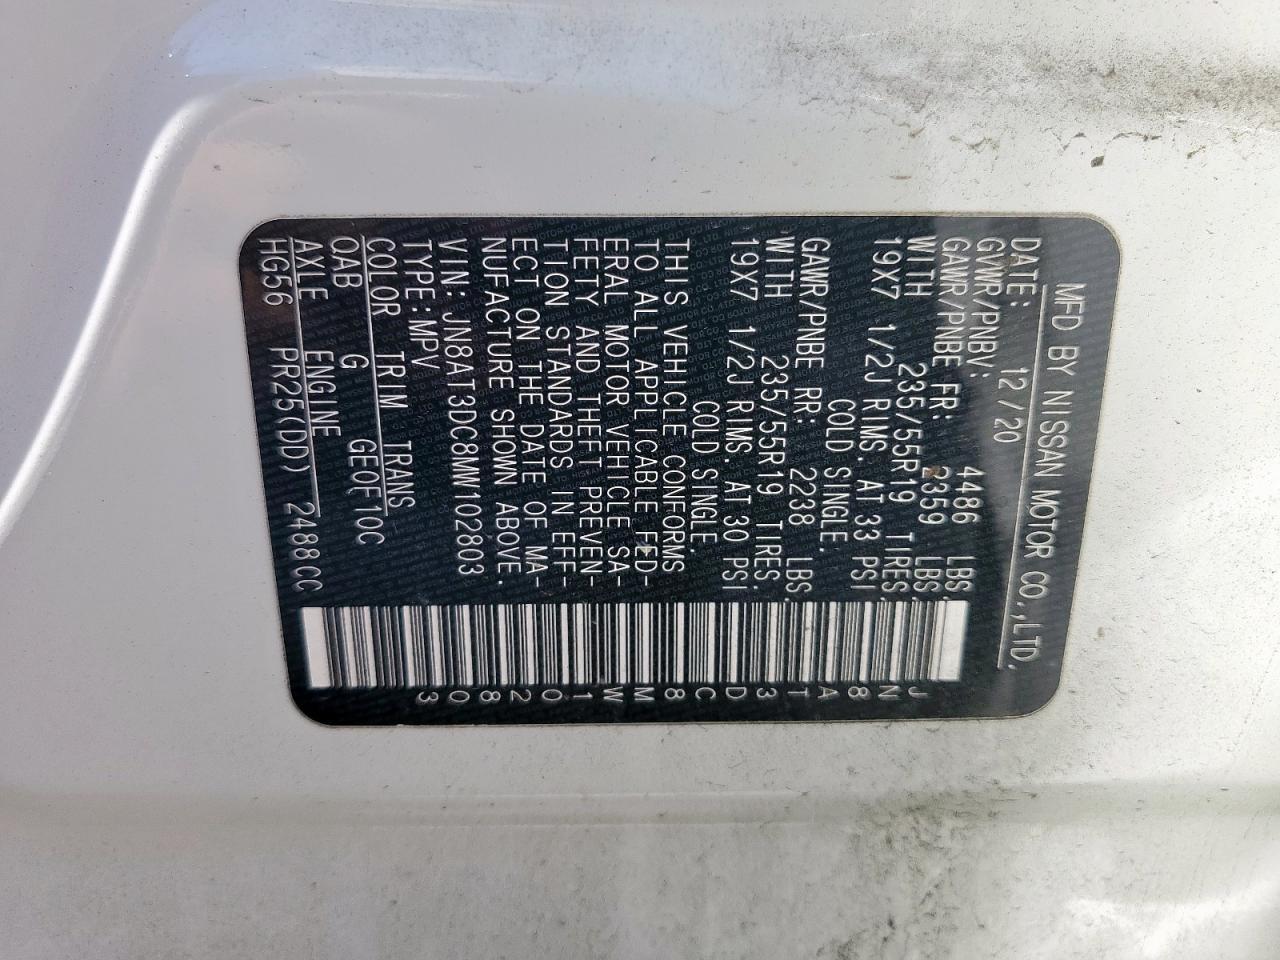 MFD BY NISSAN MOTOR CO.,LTD.
DATE: 12/20
GVWR/PNBV: 4486 LBS.
GAWR/PNBE FR: 2359 LBS.
WITH 235/55R19 TIRES,
19X7 1/2J RIMS. AT 33 PSI
COLD SINGLE.
GAWR/PNBE RR: 2238 LBS.
WITH 235/55R19 TIRES.
19X7 1/2J RIMS. AT 30 PSI
COLD SINGLE.
THIS VEHICLE CONFORMS
TO ALL APPLICABLE FED-
ERAL MOTOR VEHICLE SA-
FETY AND THEFT PREVEN-
TION STANDARDS IN EFF-
ECT ON THE DATE OF MA-
NUFACTURE SHOWN ABOVE.
VIN: JN8AT3DC8MW102803
TYPE:MPV
COLOR TRIM TRANS
QAB G GE0F10C
AXLE ENGINE
HG56 PR25(DD) 2488CC
JN8AT3DC8MW102803